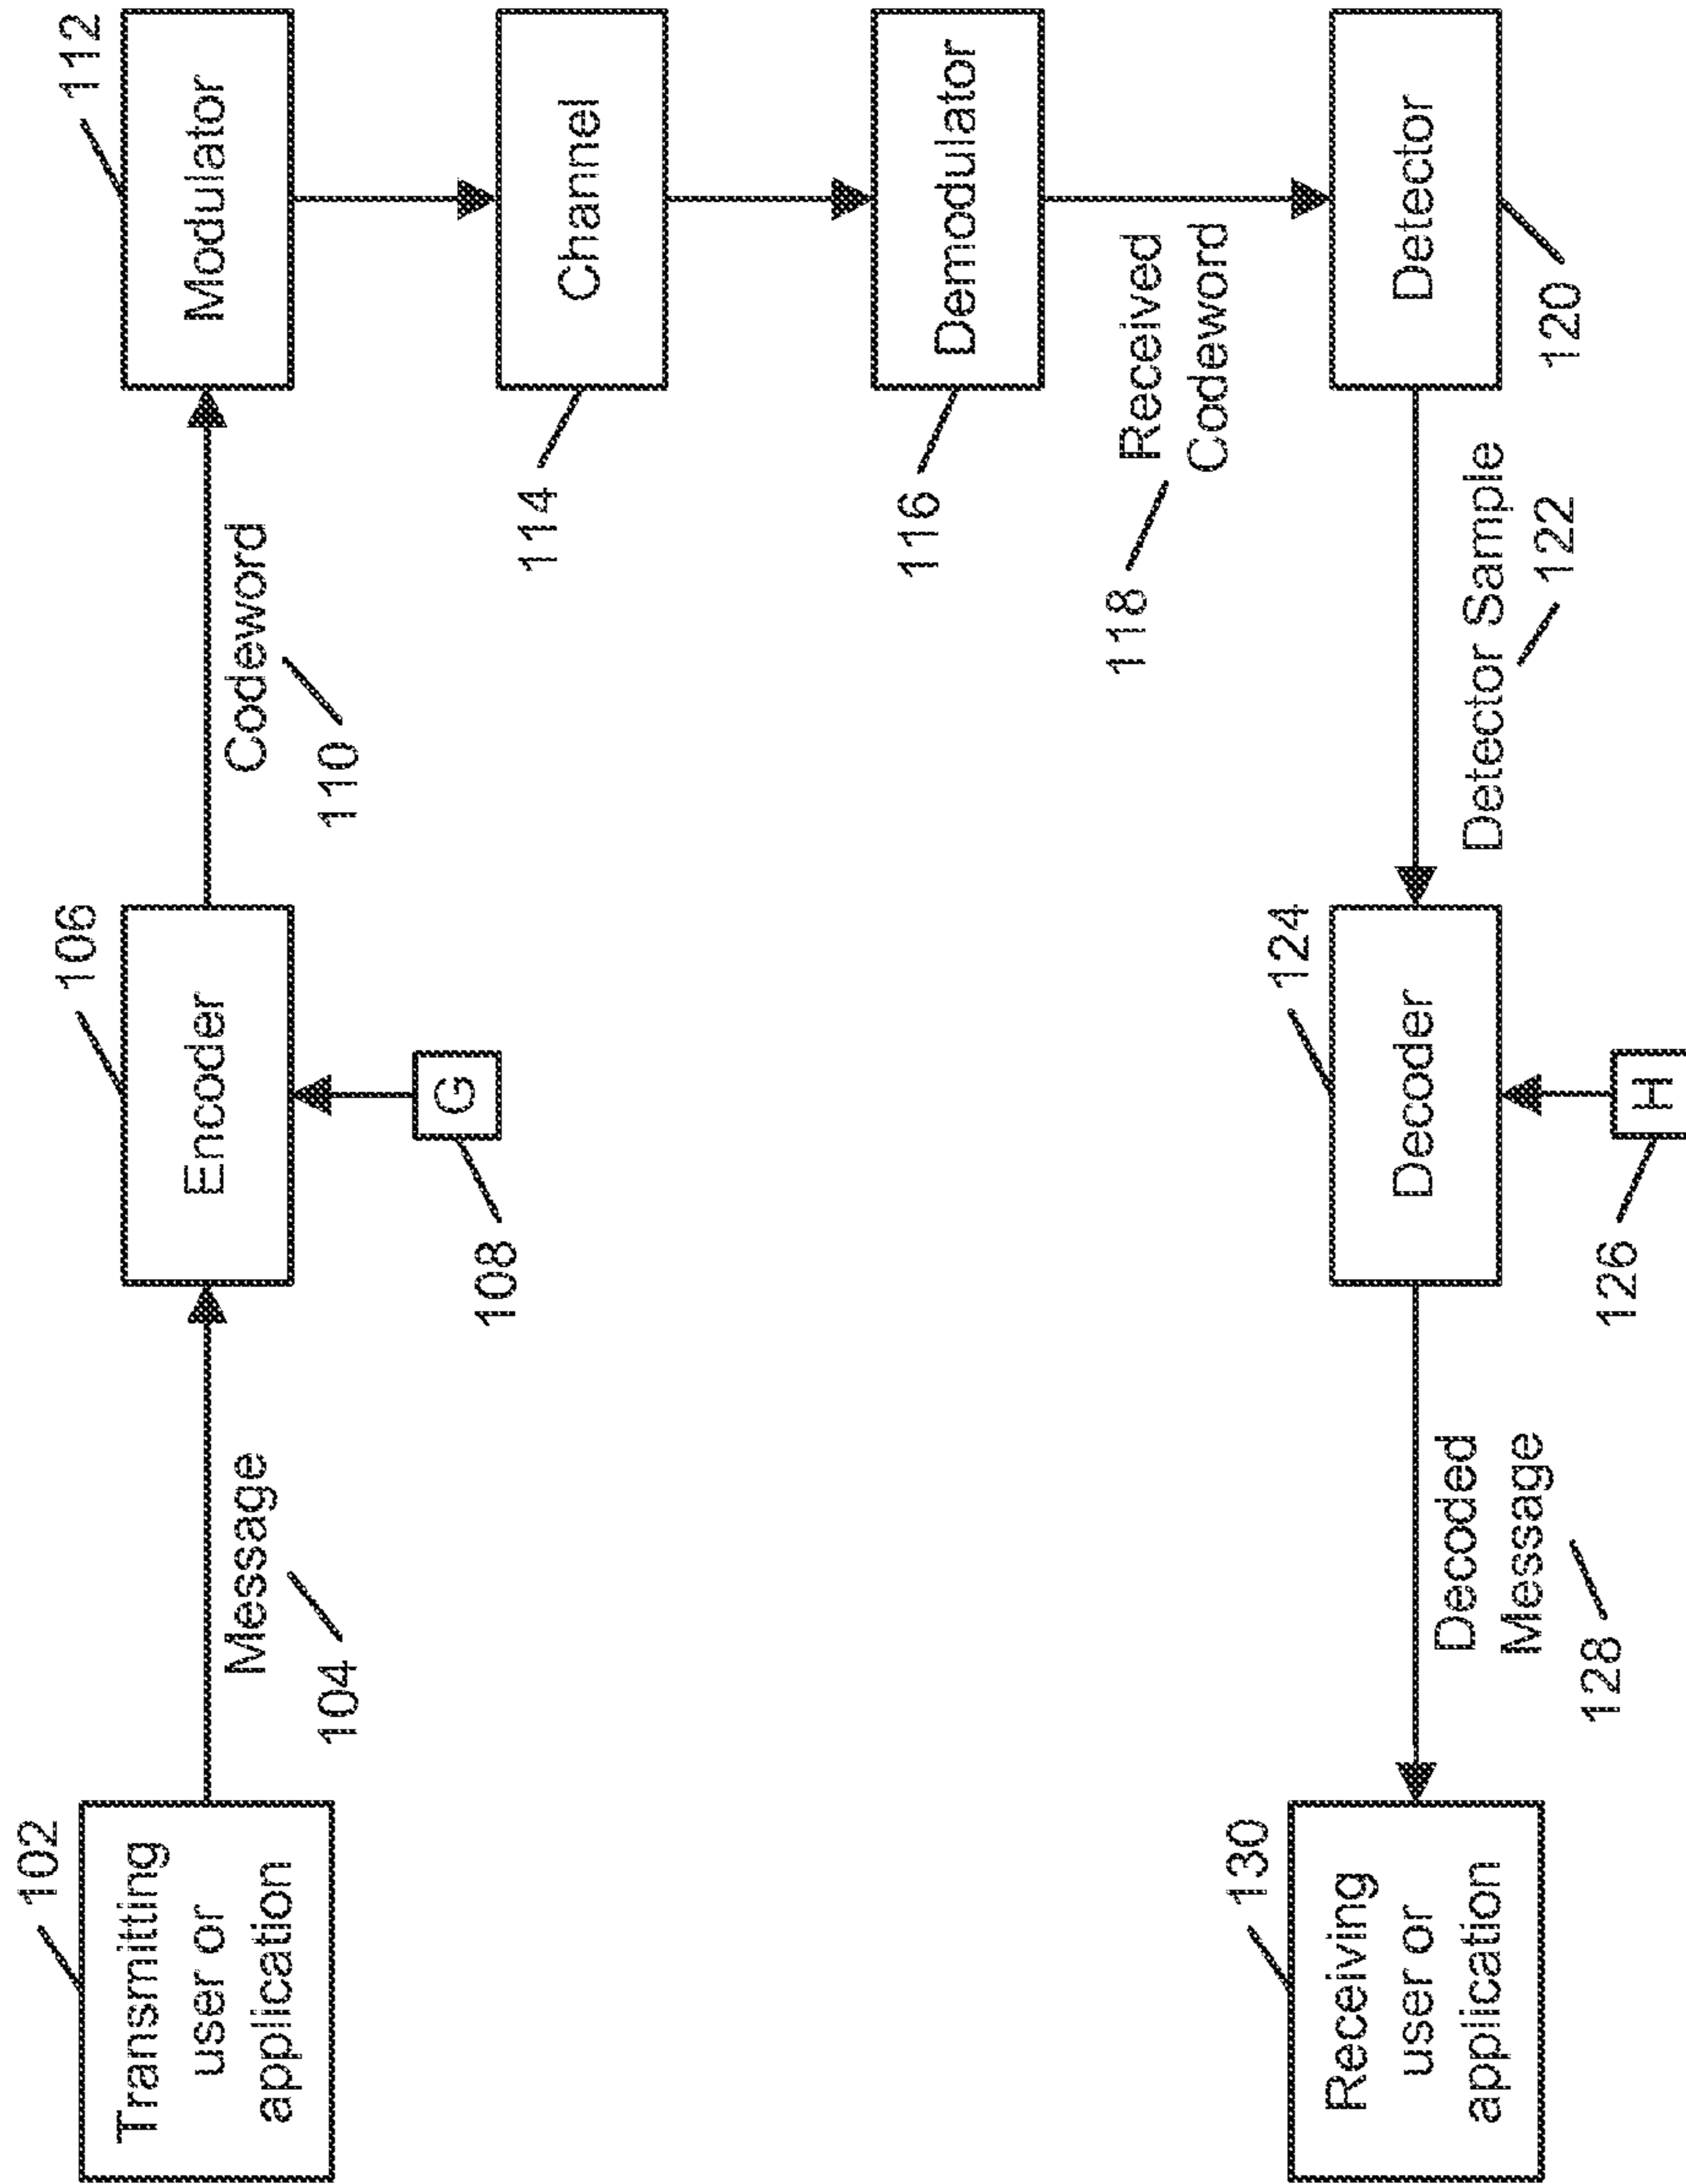 102
Transmitting
user or
application
Message
104
106
Encoder
G
108
Codeword
110
112
Modulator
Channel
114
Demodulator
116
Received
Codeword
118
Detector
120
Detector Sample
122
124
Decoder
H
126
Decoded
Message
128
130
Receiving
user or
application